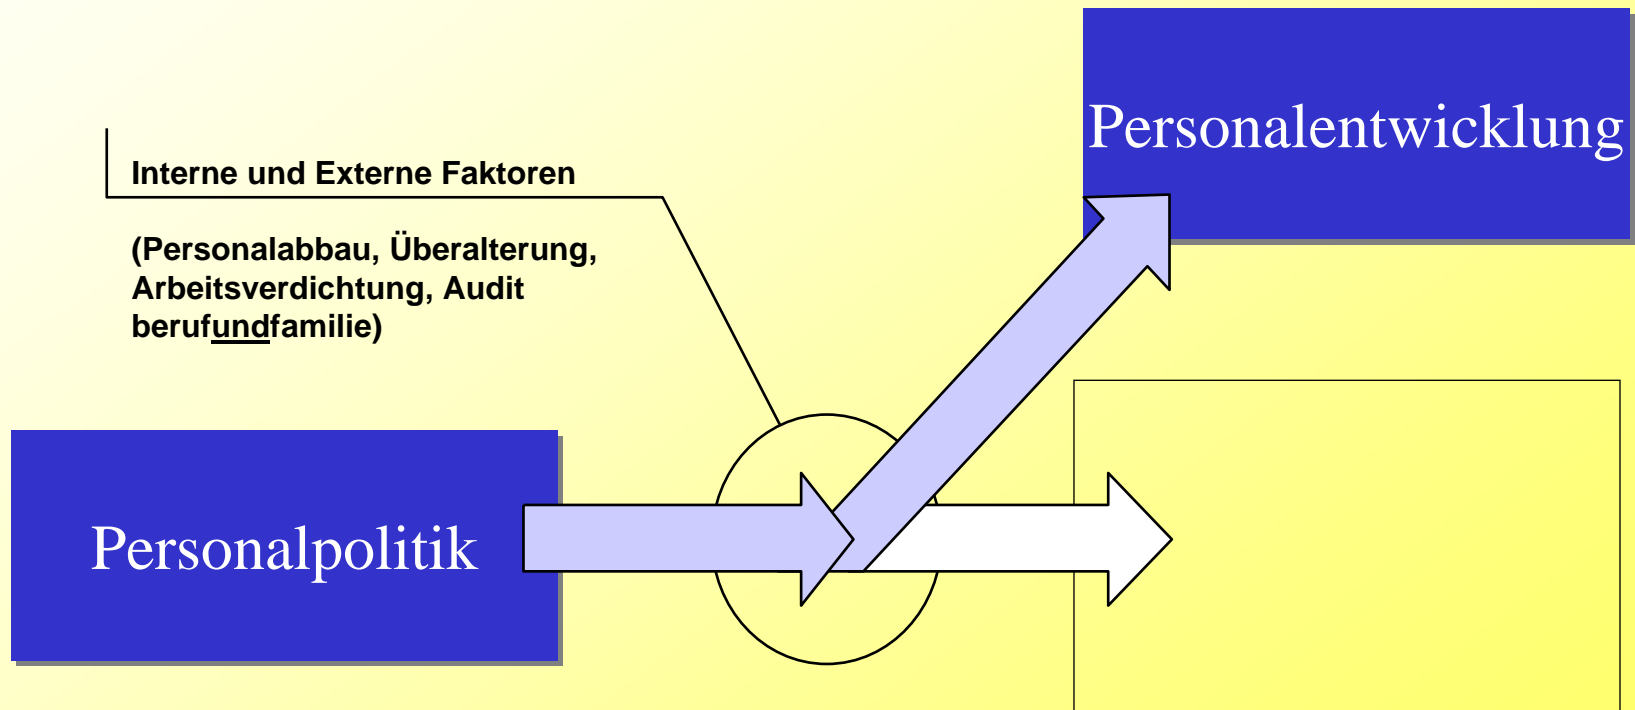 Personalentwicklung
Interne und Externe Faktoren
(Personalabbau, Überalterung,
Arbeitsverdichtung, Audit
berufundfamilie)
Personalpolitik